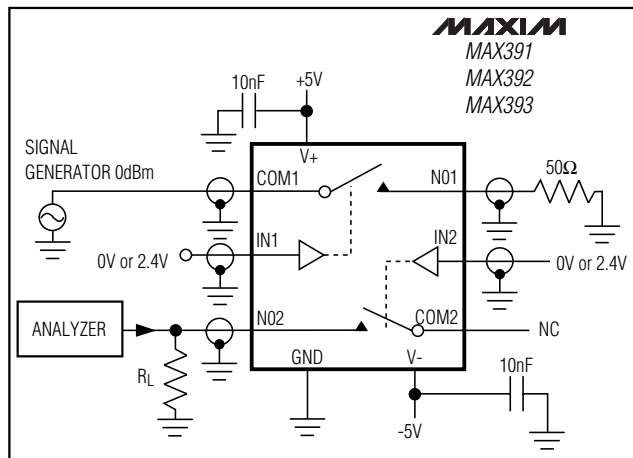 MAXIM
MAX391
MAX392
MAX393
+5V
10nF
V+
SIGNAL
GENERATOR 0dBm
COM1
N01
50Ω
IN1
IN2
0V or 2.4V
0V or 2.4V
ANALYZER
N02
COM2
NC
RL
GND
V-
10nF
-5V